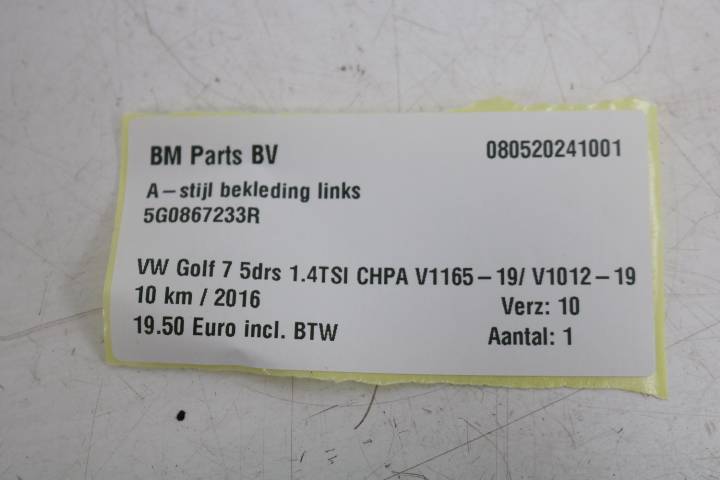 BM Parts BV 080520241001
A-stijl bekleding links
5G0867233R
VW Golf 7 5drs 1.4TSI CHPA V1165-19/ V1012-19
10 km / 2016 Verz: 10
19.50 Euro incl. BTW Aantal: 1